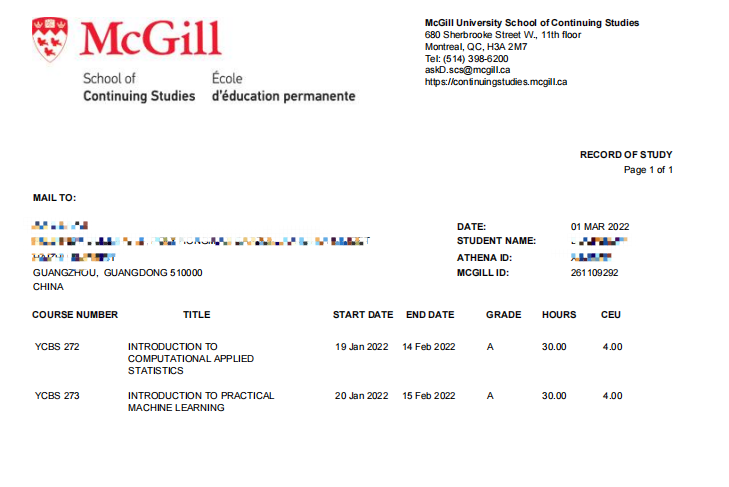 McGill
School of Continuing Studies
École d'éducation permanente
McGill University School of Continuing Studies
680 Sherbrooke Street W., 11th floor
Montreal, QC, H3A 2M7
Tel: (514) 398-6200
askD.scs@mcgill.ca
https://continuingstudies.mcgill.ca
RECORD OF STUDY
Page 1 of 1
MAIL TO:
GUANGZHOU, GUANGDONG 510000
CHINA
DATE: 01 MAR 2022
STUDENT NAME:
ATHENA ID:
MCGILL ID: 261109292
COURSE NUMBER TITLE START DATE END DATE GRADE HOURS CEU
YCBS 272 INTRODUCTION TO 19 Jan 2022 14 Feb 2022 A 30.00 4.00
COMPUTATIONAL APPLIED
STATISTICS
YCBS 273 INTRODUCTION TO PRACTICAL 20 Jan 2022 15 Feb 2022 A 30.00 4.00
MACHINE LEARNING